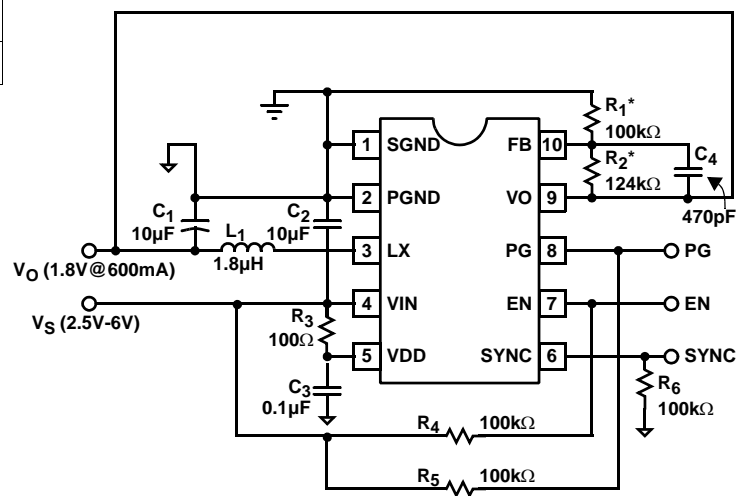 R1*
100kΩ
1 SGND
FB 10
R2*
124kΩ
C4
470pF
2 PGND
VO 9
C1
10µF
C2
10µF
L1
1.8µH
3 LX
PG 8
PG
VO (1.8V@600mA)
4 VIN
EN 7
EN
VS (2.5V-6V)
R3
100Ω
5 VDD
SYNC 6
SYNC
C3
0.1µF
R6
100kΩ
R4 100kΩ
R5 100kΩ